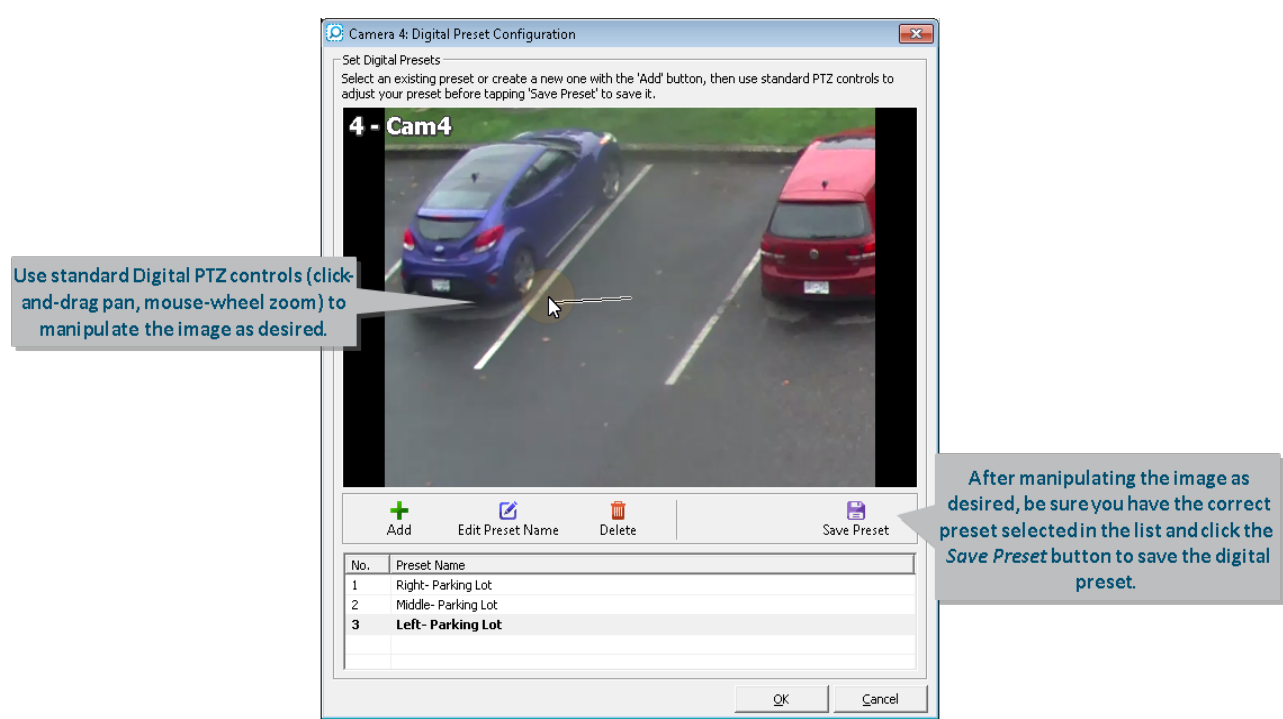 Camera 4: Digital Preset Configuration
Set Digital Presets
Select an existing preset or create a new one with the 'Add' button, then use standard PTZ controls to
adjust your preset before tapping 'Save Preset' to save it.
4 - Cam4
Use standard Digital PTZ controls (click-
and-drag pan, mouse-wheel zoom) to
manipulate the image as desired.
After manipulating the image as
desired, be sure you have the correct
preset selected in the list and click the
Save Preset button to save the digital
preset.
Add Edit Preset Name Delete Save Preset
No. Preset Name
1 Right- Parking Lot
2 Middle- Parking Lot
3 Left- Parking Lot
OK Cancel